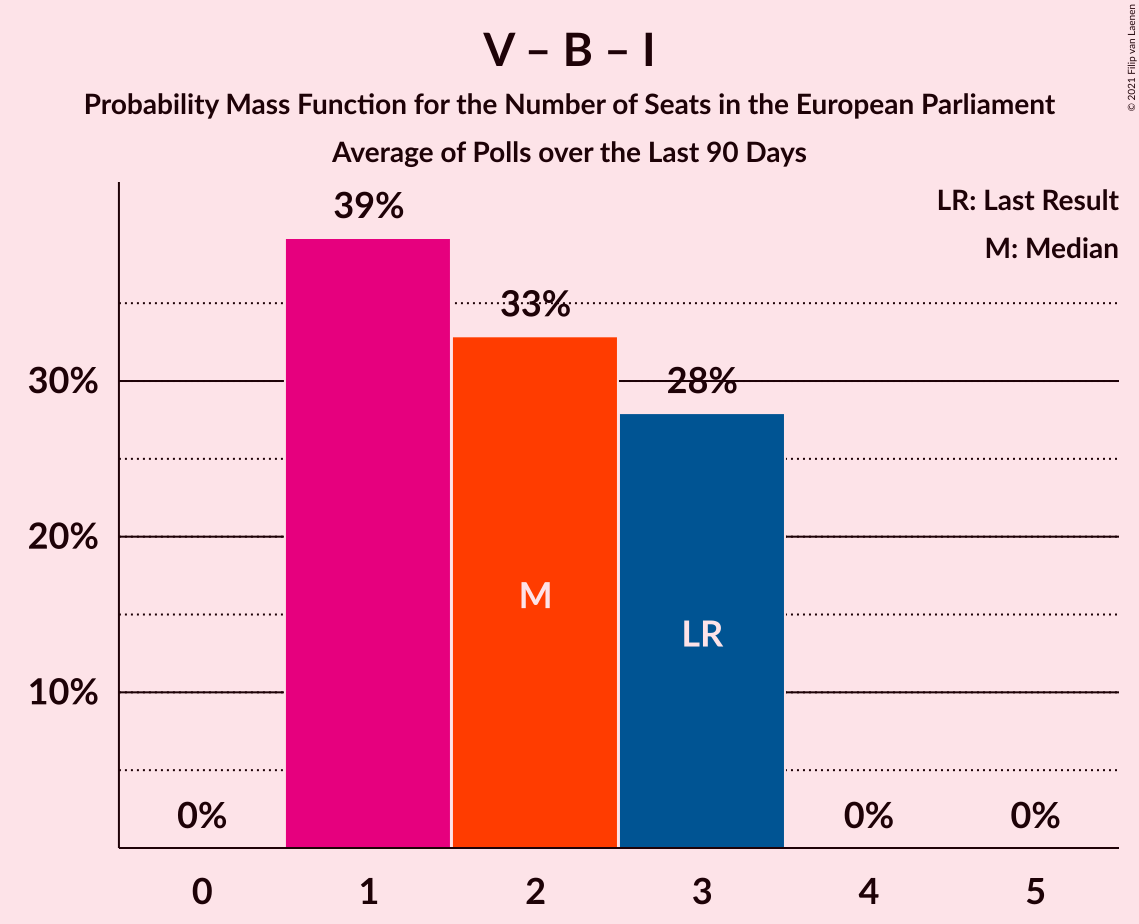 V – B – I
Probability Mass Function for the Number of Seats in the European Parliament
Average of Polls over the Last 90 Days
© 2021 Filip van Laenen
LR: Last Result
M: Median
39%
33%
28%
30%
20%
10%
M
LR
0%
0%
0%
0
1
2
3
4
5